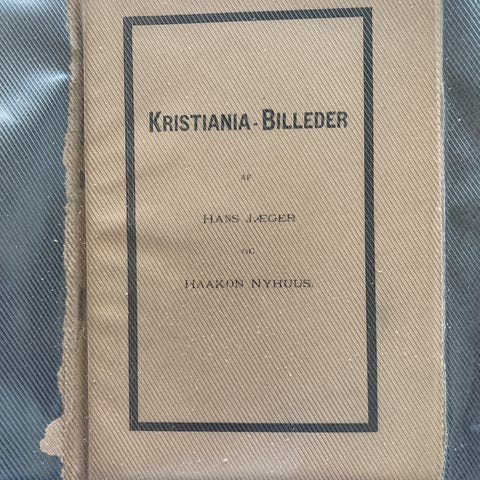 KRISTIANIA-BILLEDER
AF
HANS JÆGER
OG
HAAKON NYHUUS.